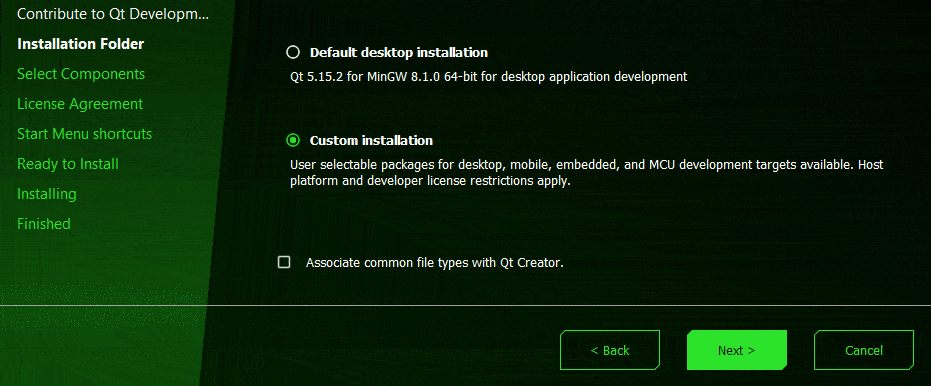 Contribute to Qt Developm...
Installation Folder
Select Components
License Agreement
Start Menu shortcuts
Ready to Install
Installing
Finished
Default desktop installation
Qt 5.15.2 for MinGW 8.1.0 64-bit for desktop application development
Custom installation
User selectable packages for desktop, mobile, embedded, and MCU development targets available. Host
platform and developer license restrictions apply.
Associate common file types with Qt Creator.
< Back
Next >
Cancel